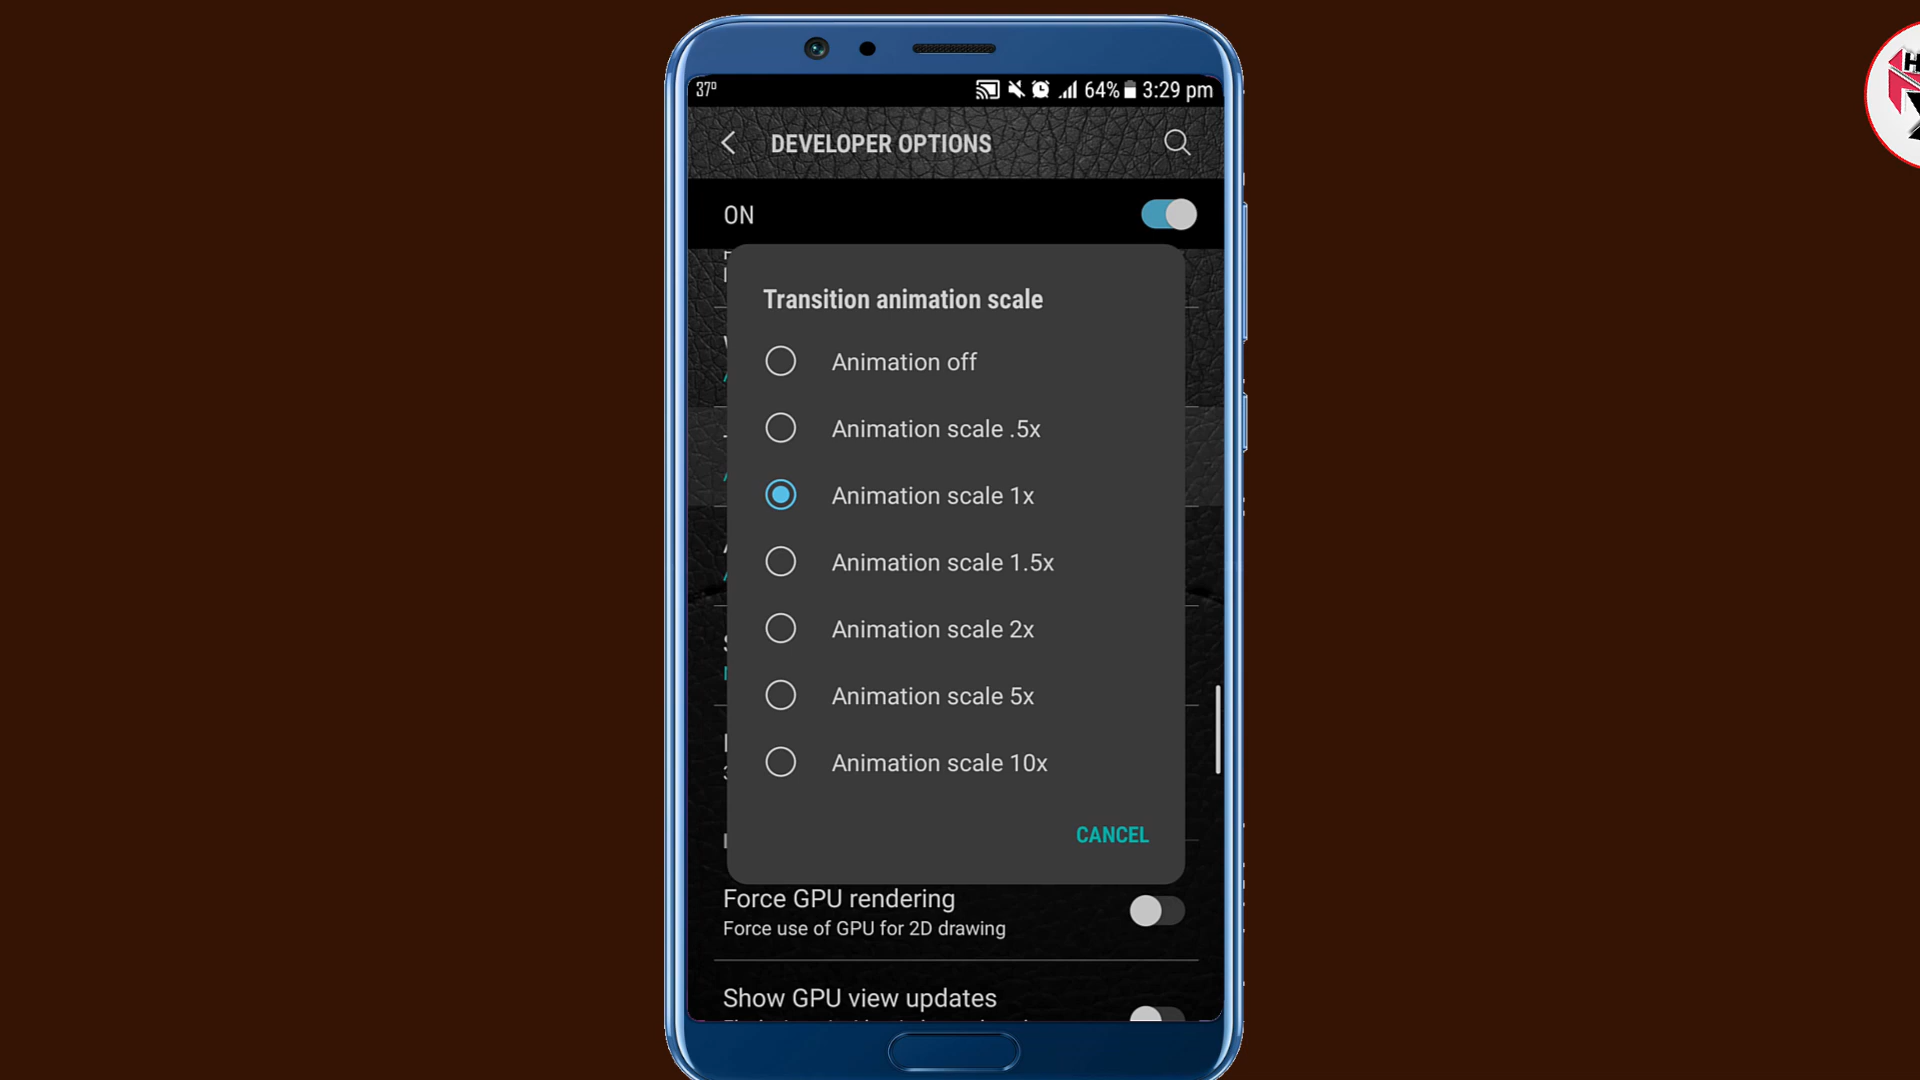 37º 64% 3:29 pm
DEVELOPER OPTIONS
ON
Transition animation scale
Animation off
Animation scale .5x
Animation scale 1x
Animation scale 1.5x
Animation scale 2x
Animation scale 5x
Animation scale 10x
CANCEL
Force GPU rendering
Force use of GPU for 2D drawing
Show GPU view updates